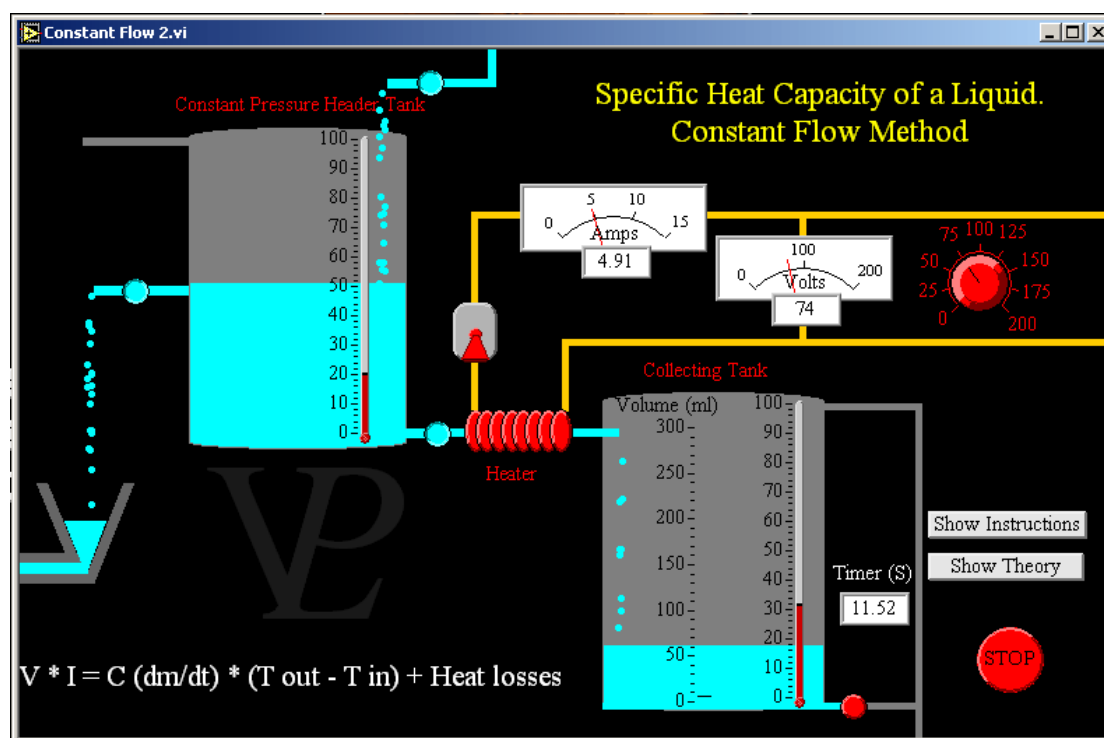 Constant Flow 2.vi
Specific Heat Capacity of a Liquid.
Constant Flow Method
Constant Pressure Header Tank
100
90
80
70
60
50
40
30
20
10
0
0 5 10 15
Amps
4.91
0 100 200
Volts
74
0 25 50 75 100 125 150 175 200
Heater
Collecting Tank
Volume (ml)
300
250
200
150
100
50
0
100
90
80
70
60
50
40
30
20
10
0
Timer (S)
11.52
Show Instructions
Show Theory
STOP
VPL
V * I = C (dm/dt) * (T out - T in) + Heat losses